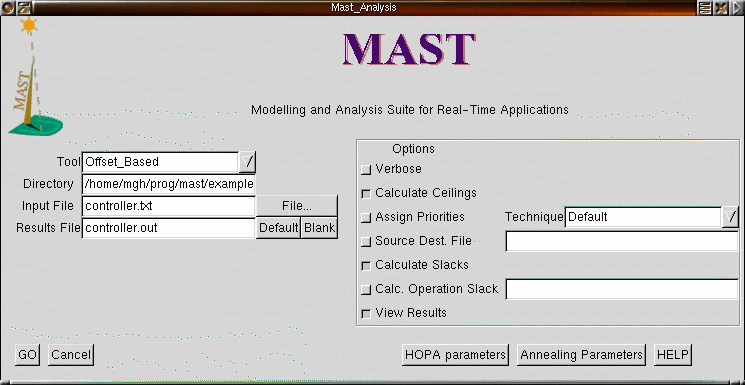 Mast_Analysis
MAST
MAST
Modelling and Analysis Suite for Real-Time Applications
Tool Offset_Based
Directory /home/mgh/prog/mast/example
Input File controller.txt File...
Results File controller.out Default Blank
Options
Verbose
Calculate Ceilings
Assign Priorities Technique Default
Source Dest. File
Calculate Slacks
Calc. Operation Slack
View Results
GO Cancel HOPA parameters Annealing Parameters HELP